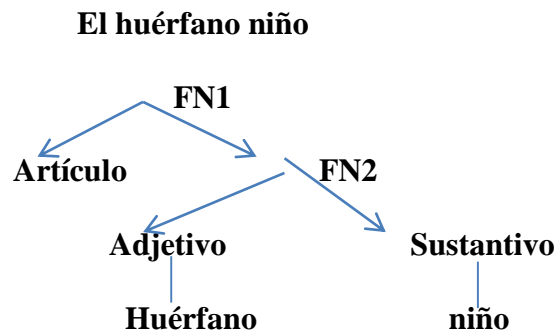 El huérfano niño
FN1
Artículo
FN2
Adjetivo
Sustantivo
Huérfano
niño